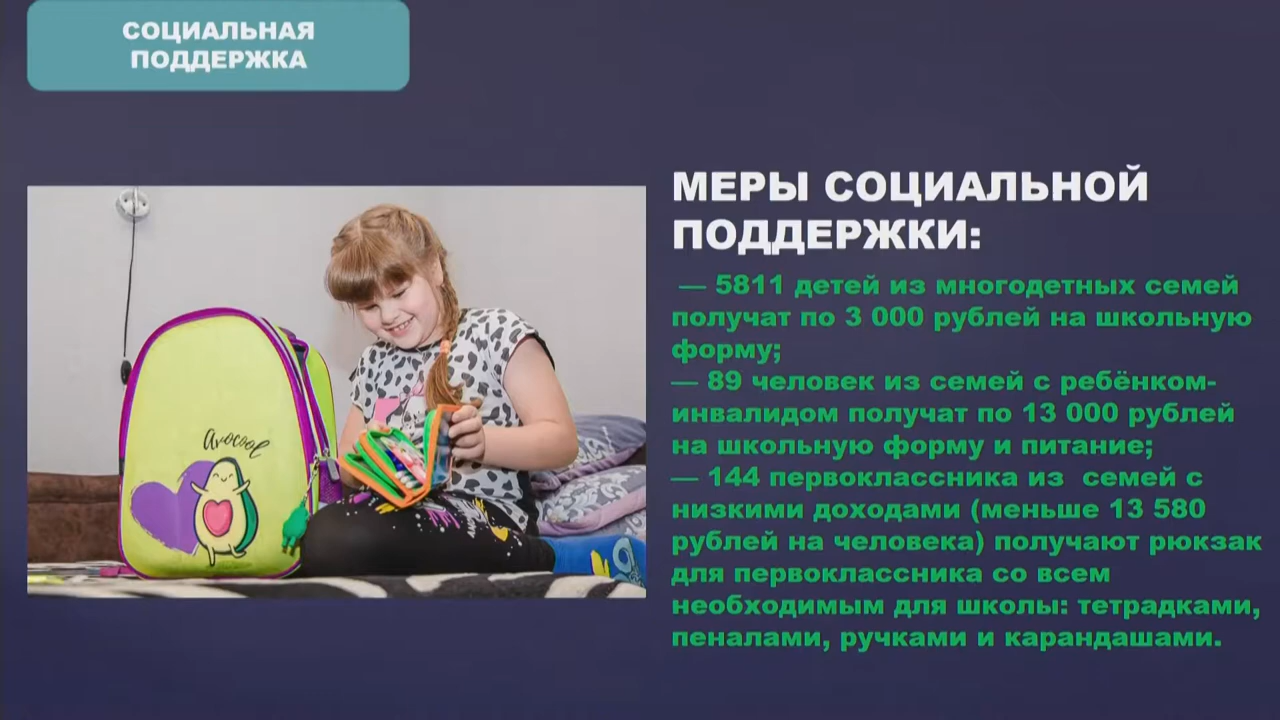 СОЦИАЛЬНАЯ
ПОДДЕРЖКА
МЕРЫ СОЦИАЛЬНОЙ
ПОДДЕРЖКИ:
— 5811 детей из многодетных семей
получат по 3 000 рублей на школьную
форму;
— 89 человек из семей с ребёнком-
инвалидом получат по 13 000 рублей
на школьную форму и питание;
— 144 первоклассника из  семей с
низкими доходами (меньше 13 580
рублей на человека) получают рюкзак
для первоклассника со всем
необходимым для школы: тетрадками,
пеналами, ручками и карандашами.
avocool